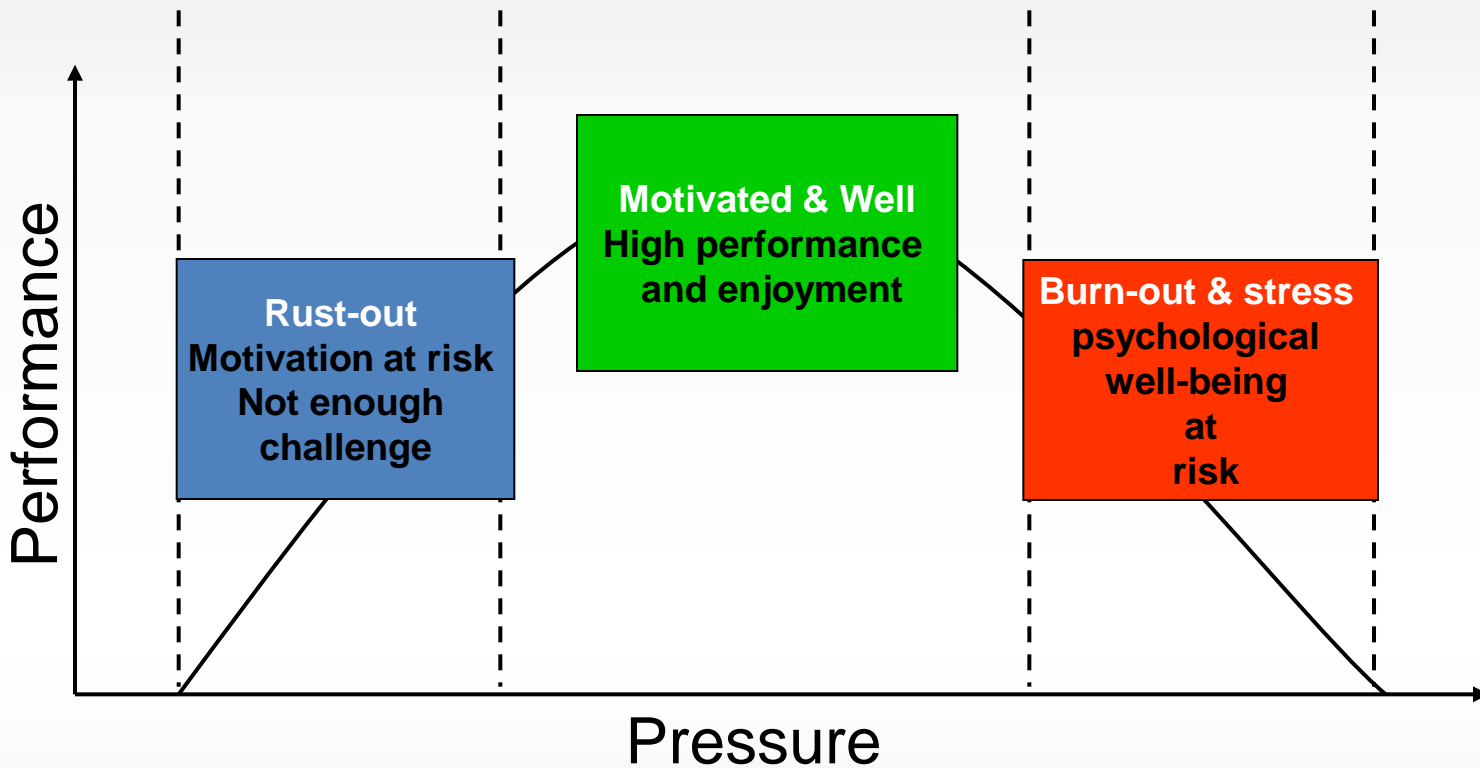 Performance
Rust-out
Motivation at risk
Not enough
challenge
Motivated & Well
High performance
and enjoyment
Burn-out & stress
psychological
well-being
at
risk
Pressure